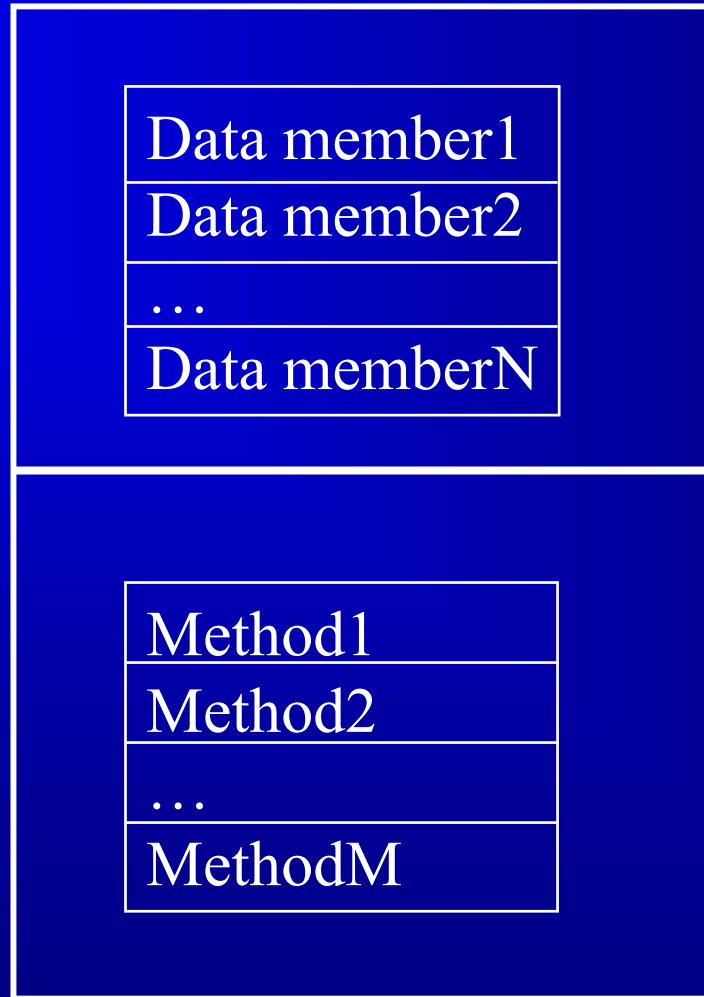 Data member1
Data member2
…
Data memberN
Method1
Method2
…
MethodM